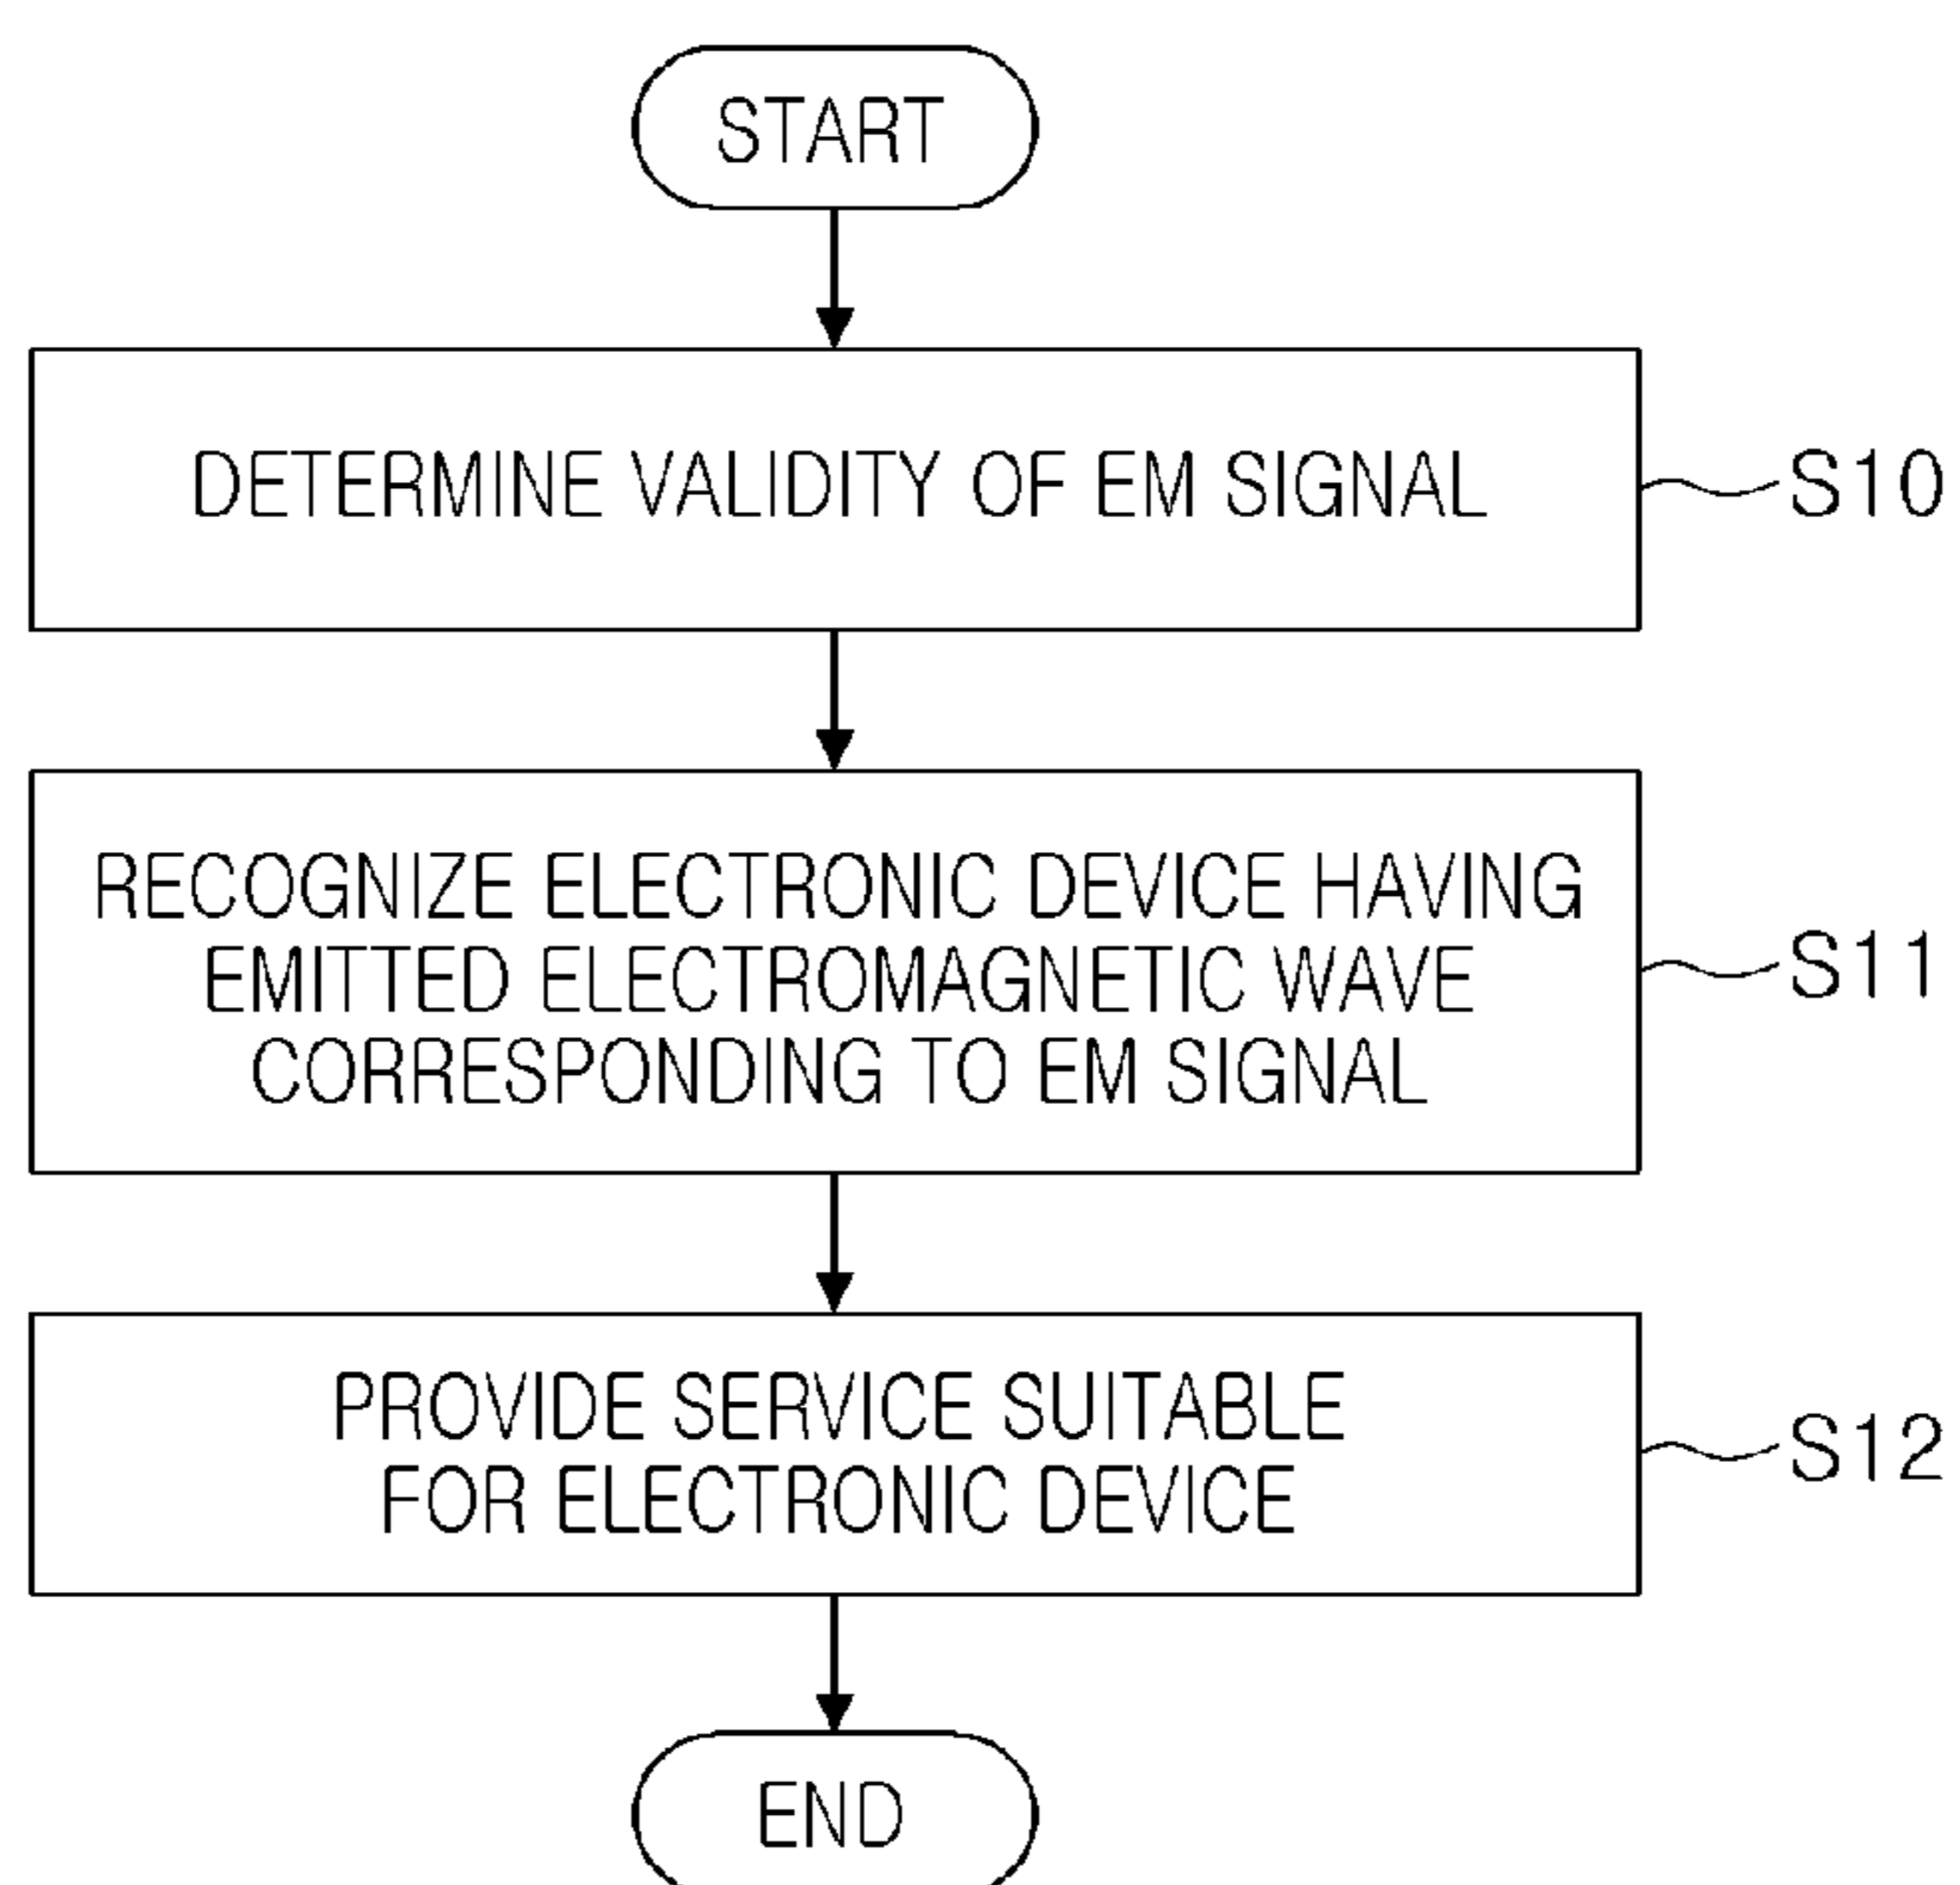 START
DETERMINE VALIDITY OF EM SIGNAL
S10
RECOGNIZE ELECTRONIC DEVICE HAVING
EMITTED ELECTROMAGNETIC WAVE
CORRESPONDING TO EM SIGNAL
S11
PROVIDE SERVICE SUITABLE
FOR ELECTRONIC DEVICE
S12
END